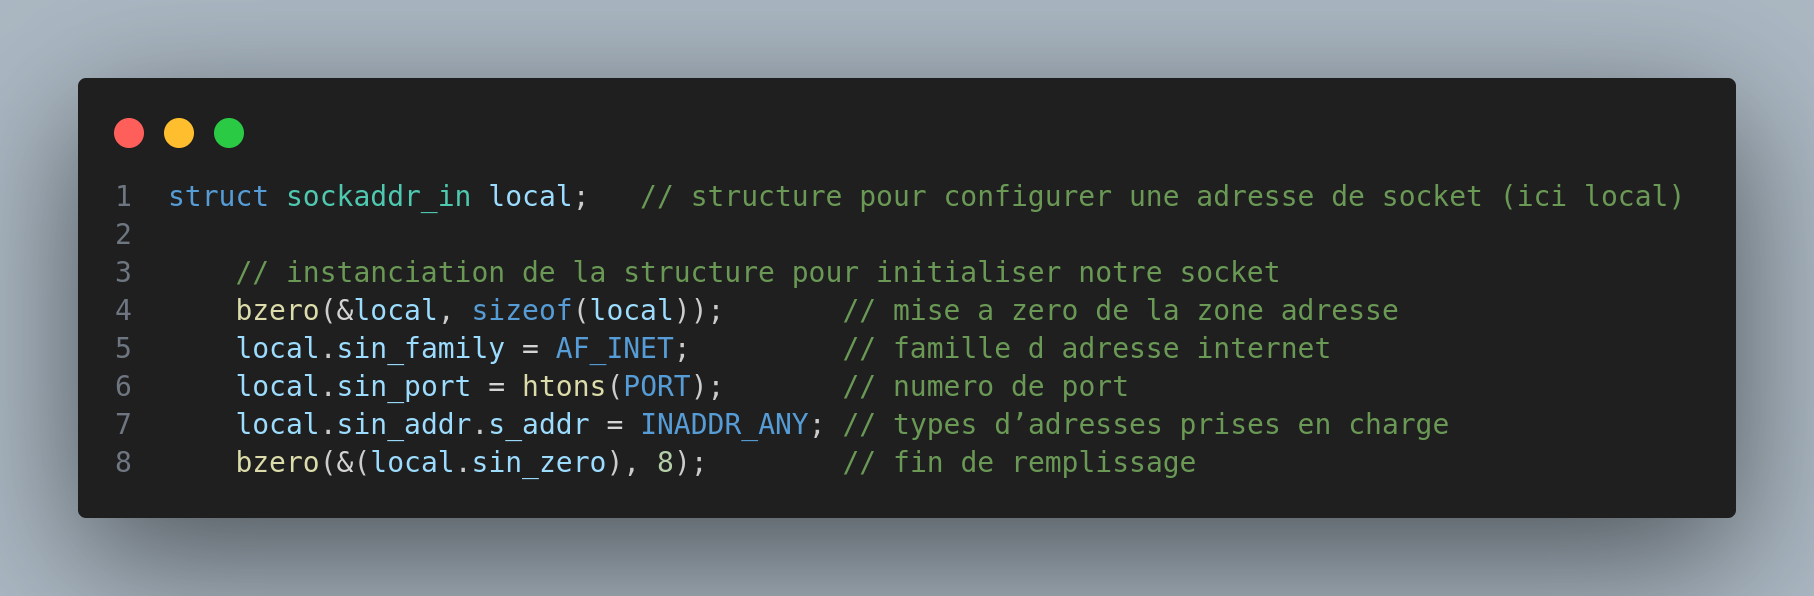 1 struct sockaddr_in local;   // structure pour configurer une adresse de socket (ici local)
2
3     // instanciation de la structure pour initialiser notre socket
4     bzero(&local, sizeof(local));       // mise a zero de la zone adresse
5     local.sin_family = AF_INET;         // famille d adresse internet
6     local.sin_port = htons(PORT);       // numero de port
7     local.sin_addr.s_addr = INADDR_ANY; // types d’adresses prises en charge
8     bzero(&(local.sin_zero), 8);        // fin de remplissage